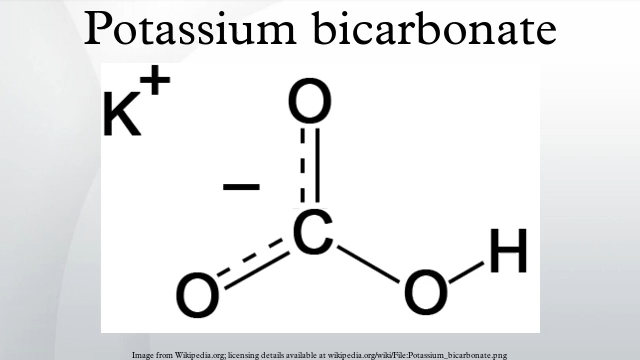 Potassium bicarbonate
K+
O
−
C
H
O
O
Image from Wikipedia.org; licensing details available at wikipedia.org/wiki/File:Potassium_bicarbonate.png